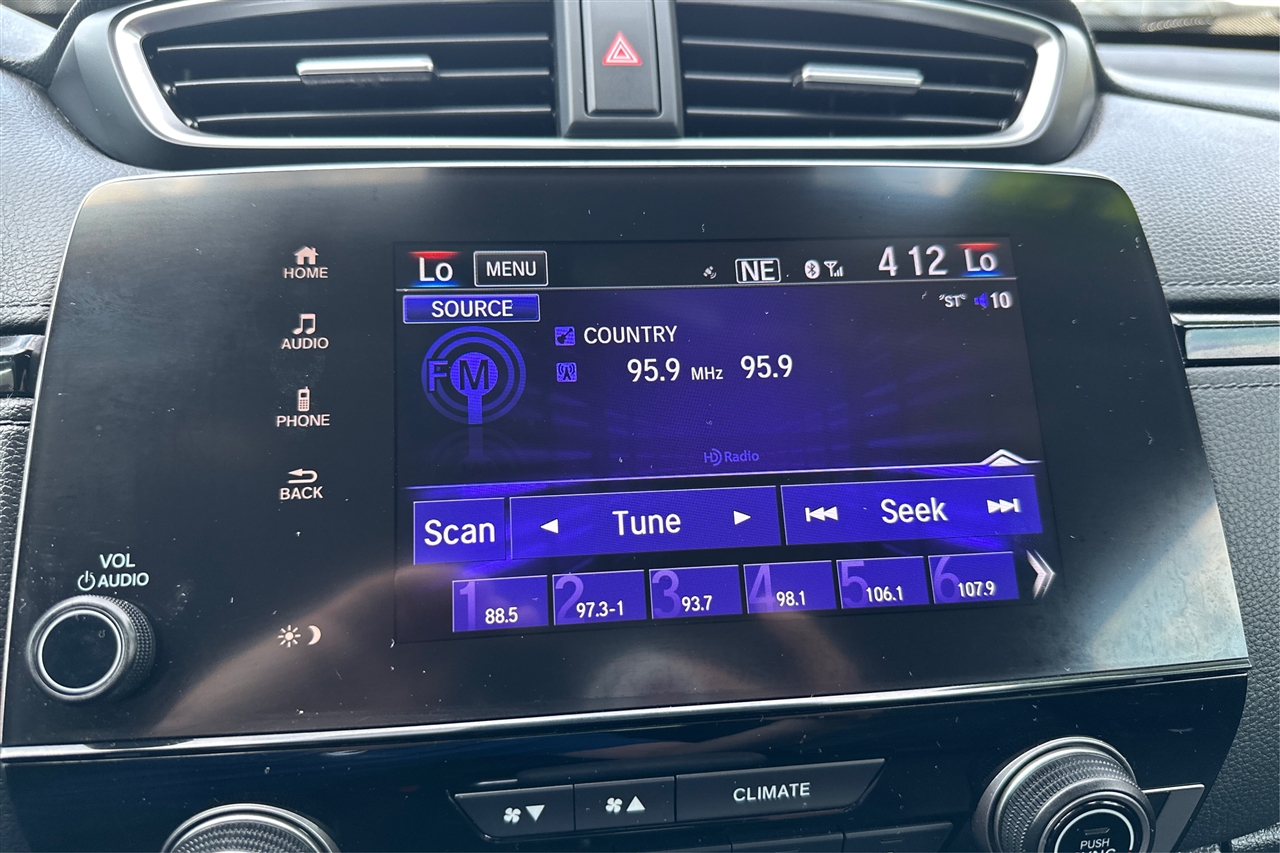 Lo MENU NE 4 12 Lo
SOURCE "ST" 10
FM
COUNTRY
95.9 MHz 95.9
HD Radio
Scan Tune Seek
1 88.5 2 97.3-1 3 93.7 4 98.1 5 106.1 6 107.9
HOME
AUDIO
PHONE
BACK
VOL
AUDIO
CLIMATE
PUSH
SYNC